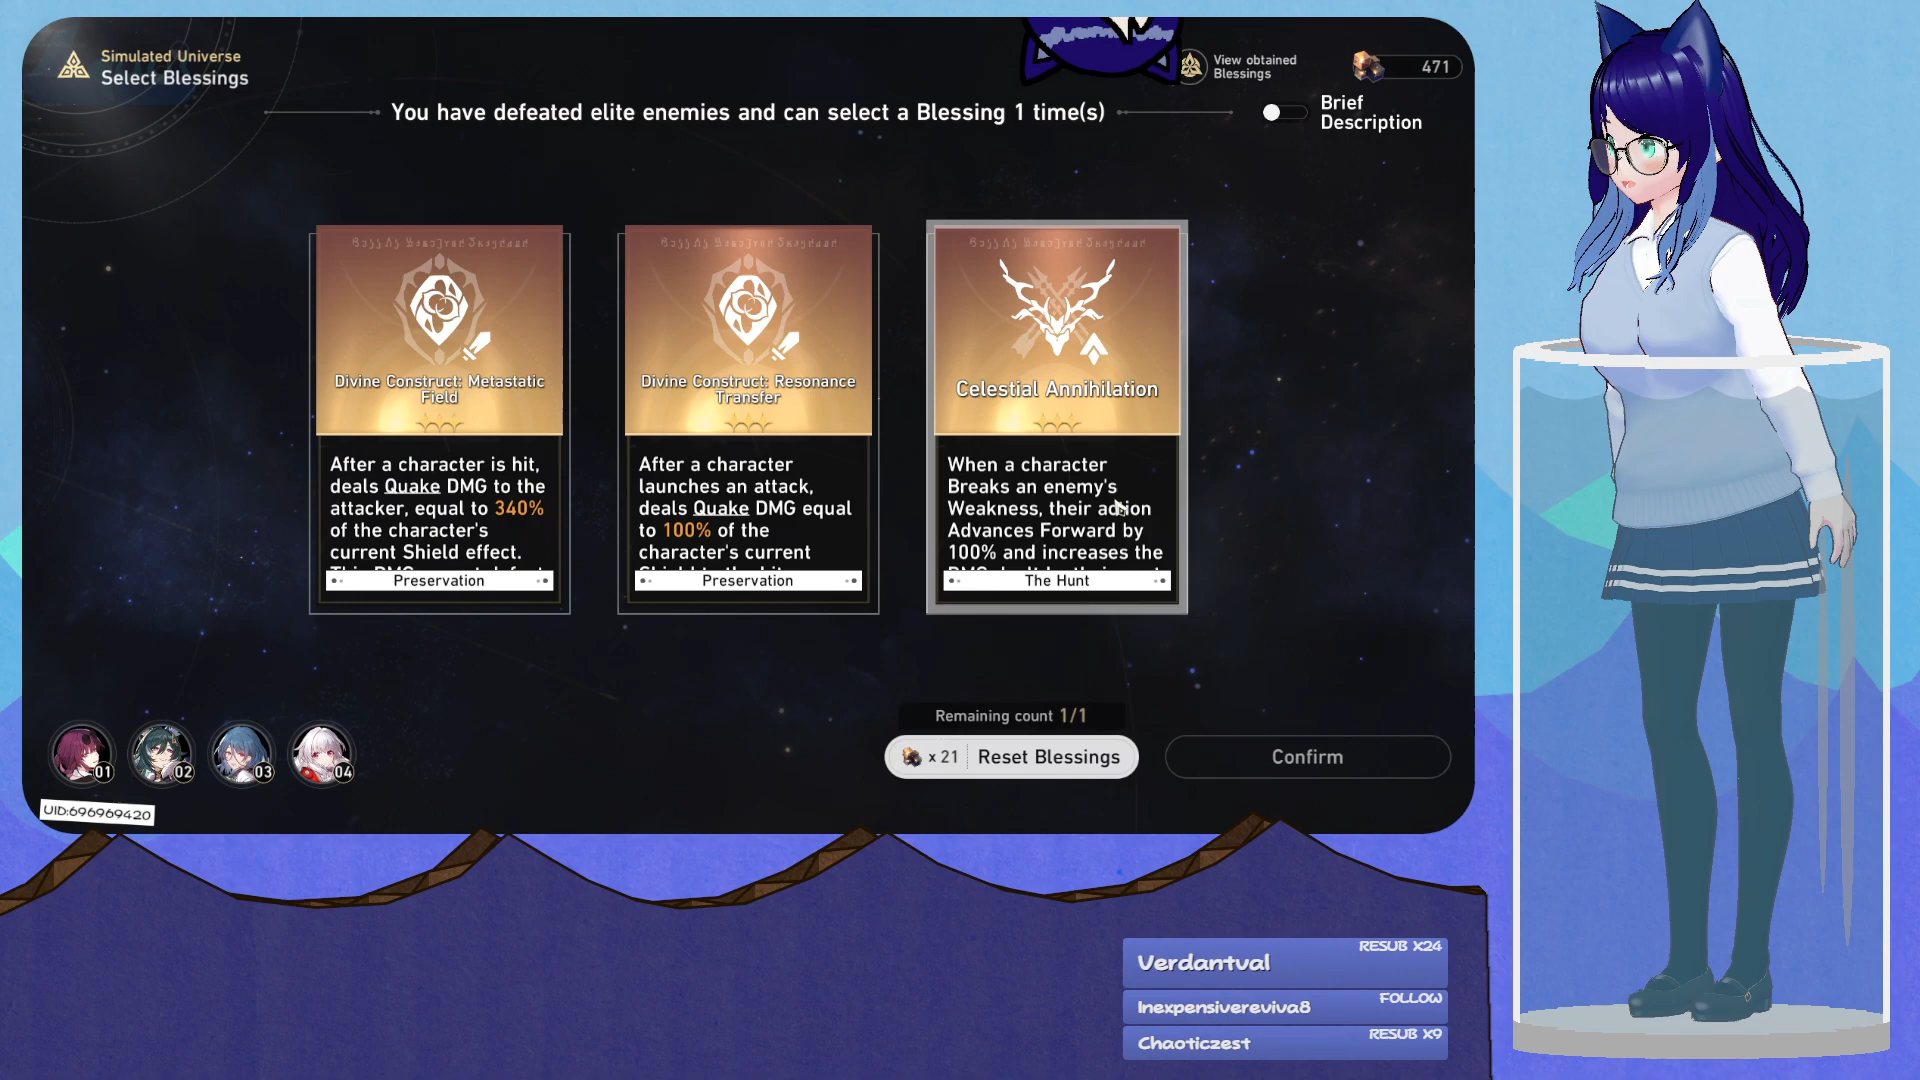 Simulated Universe
Select Blessings
View obtained
Blessings
471
You have defeated elite enemies and can select a Blessing 1 time(s)
Brief
Description
Divine Construct: Metastatic
Field
After a character is hit,
deals Quake DMG to the
attacker, equal to 340%
of the character's
current Shield effect.
Preservation
Divine Construct: Resonance
Transfer
After a character
launches an attack,
deals Quake DMG equal
to 100% of the
character's current
Preservation
Celestial Annihilation
When a character
Breaks an enemy's
Weakness, their action
Advances Forward by
100% and increases the
The Hunt
Remaining count 1/1
x 21 Reset Blessings
Confirm
01
02
03
04
UID:696969420
Verdantval RESUB X24
Inexpensivereviva8 FOLLOW
Chaoticzest RESUB X9